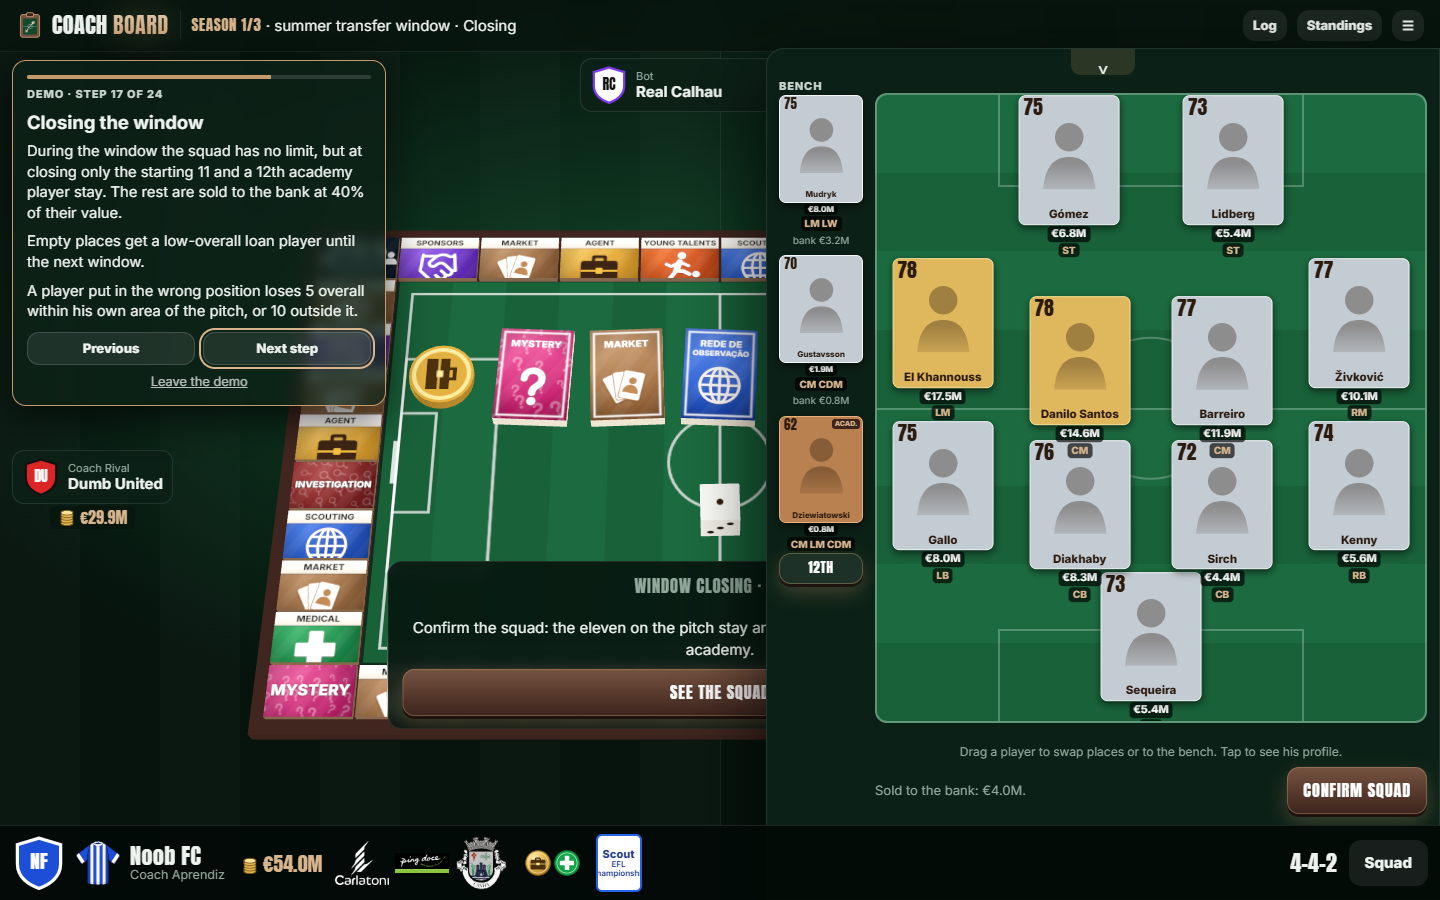 COACH BOARD
SEASON 1/3 · summer transfer window · Closing
Log
Standings
DEMO · STEP 17 OF 24
Closing the window
During the window the squad has no limit, but at
closing only the starting 11 and a 12th academy
player stay. The rest are sold to the bank at 40%
of their value.
Empty places get a low-overall loan player until
the next window.
A player put in the wrong position loses 5 overall
within his own area of the pitch, or 10 outside it.
Previous
Next step
Leave the demo
RC
Bot
Real Calhau
DU
Coach Rival
Dumb United
€29.9M
SPONSORS
MARKET
AGENT
YOUNG TALENTS
SCOUT
MYSTERY
?
MARKET
REDE DE
OBSERVAÇÃO
AGENT
INVESTIGATION
SCOUTING
MARKET
MEDICAL
MYSTERY
WINDOW CLOSING ·
Confirm the squad: the eleven on the pitch stay an
academy.
SEE THE SQUAD
BENCH
75
Mudryk
€8.0M
LM LW
bank €3.2M
70
Gustavsson
€1.9M
CM CDM
bank €0.8M
62
ACAD.
Dziewiatowski
€0.8M
CM LM CDM
12TH
75
Gómez
€6.8M
ST
73
Lidberg
€5.4M
ST
78
El Khannouss
€17.5M
LM
78
Danilo Santos
€14.6M
CM
77
Barreiro
€11.9M
CM
77
Živković
€10.1M
RM
75
Gallo
€8.0M
LB
76
Diakhaby
€8.3M
CB
72
Sirch
€4.4M
CB
74
Kenny
€5.6M
RB
73
Sequeira
€5.4M
Drag a player to swap places or to the bench. Tap to see his profile.
Sold to the bank: €4.0M.
CONFIRM SQUAD
NF
Noob FC
Coach Aprendiz
€54.0M
Carlatoni
ping doce
Scout
EFL
hampionsh
4-4-2
Squad